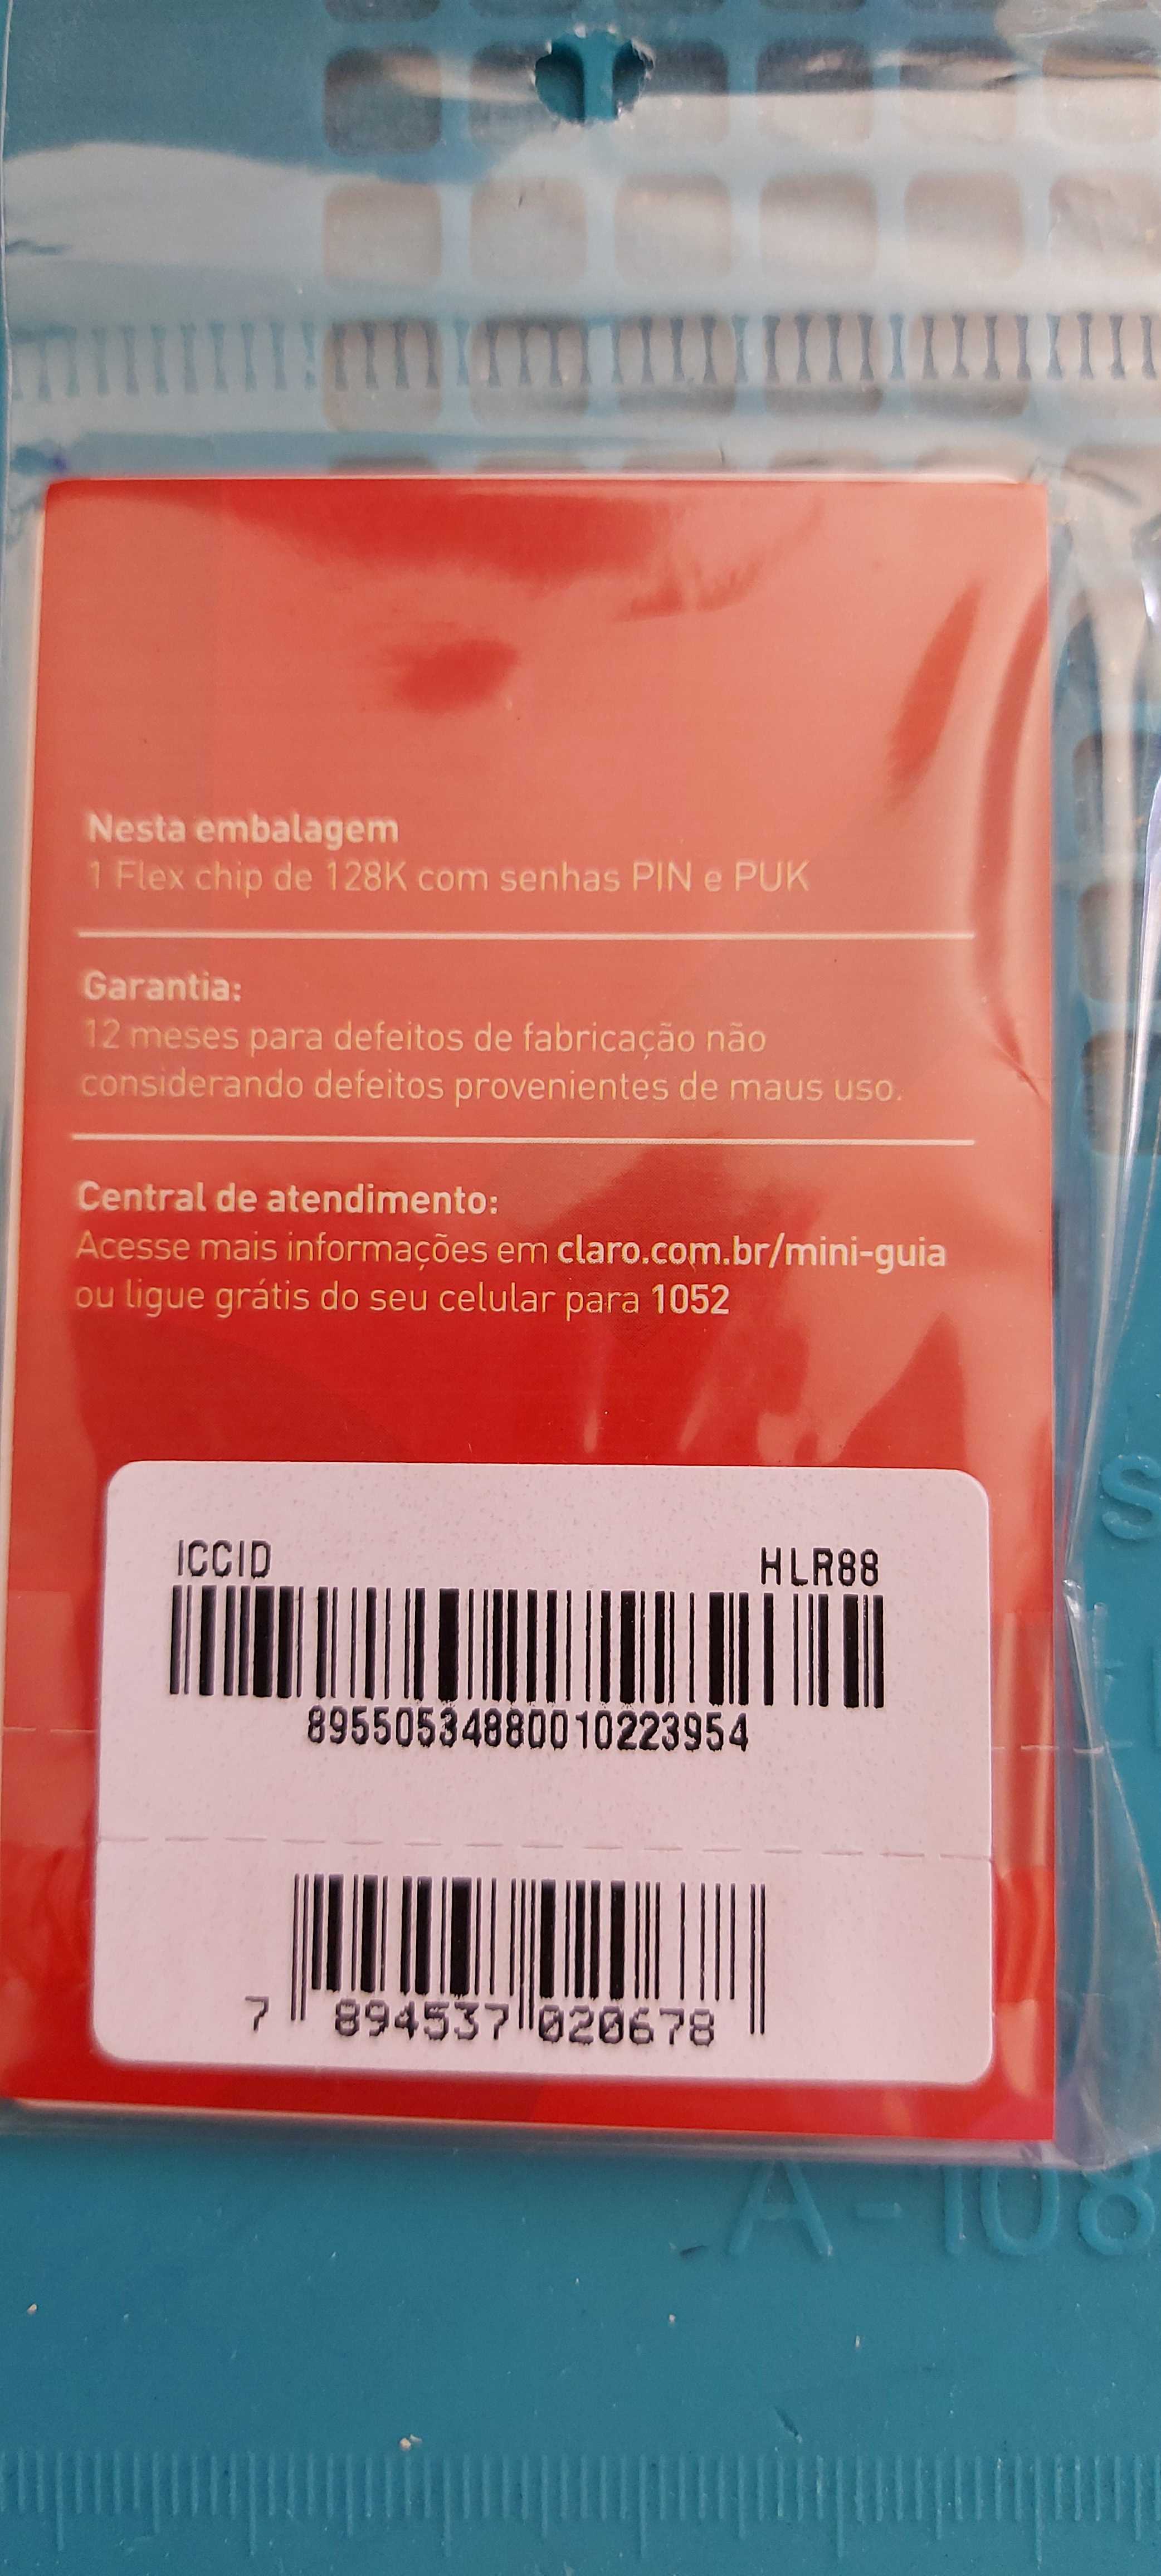 Nesta embalagem
1 Flex chip de 128K com senhas PIN e PUK
Garantia:
12 meses para defeitos de fabricação não
considerando defeitos provenientes de maus uso.
Central de atendimento:
Acesse mais informações em claro.com.br/mini-guia
ou ligue grátis do seu celular para 1052
ICCID HLR88
89550534880010223954
7 894537 020678
A-108